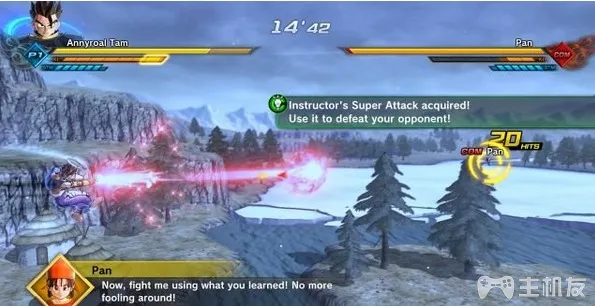 14'42
Annyroal Tam
Pan
P1
COM
Instructor's Super Attack acquired!
Use it to defeat your opponent!
20 HITS
COM Pan
Pan
Now, fight me using what you learned! No more
fooling around!
主机友